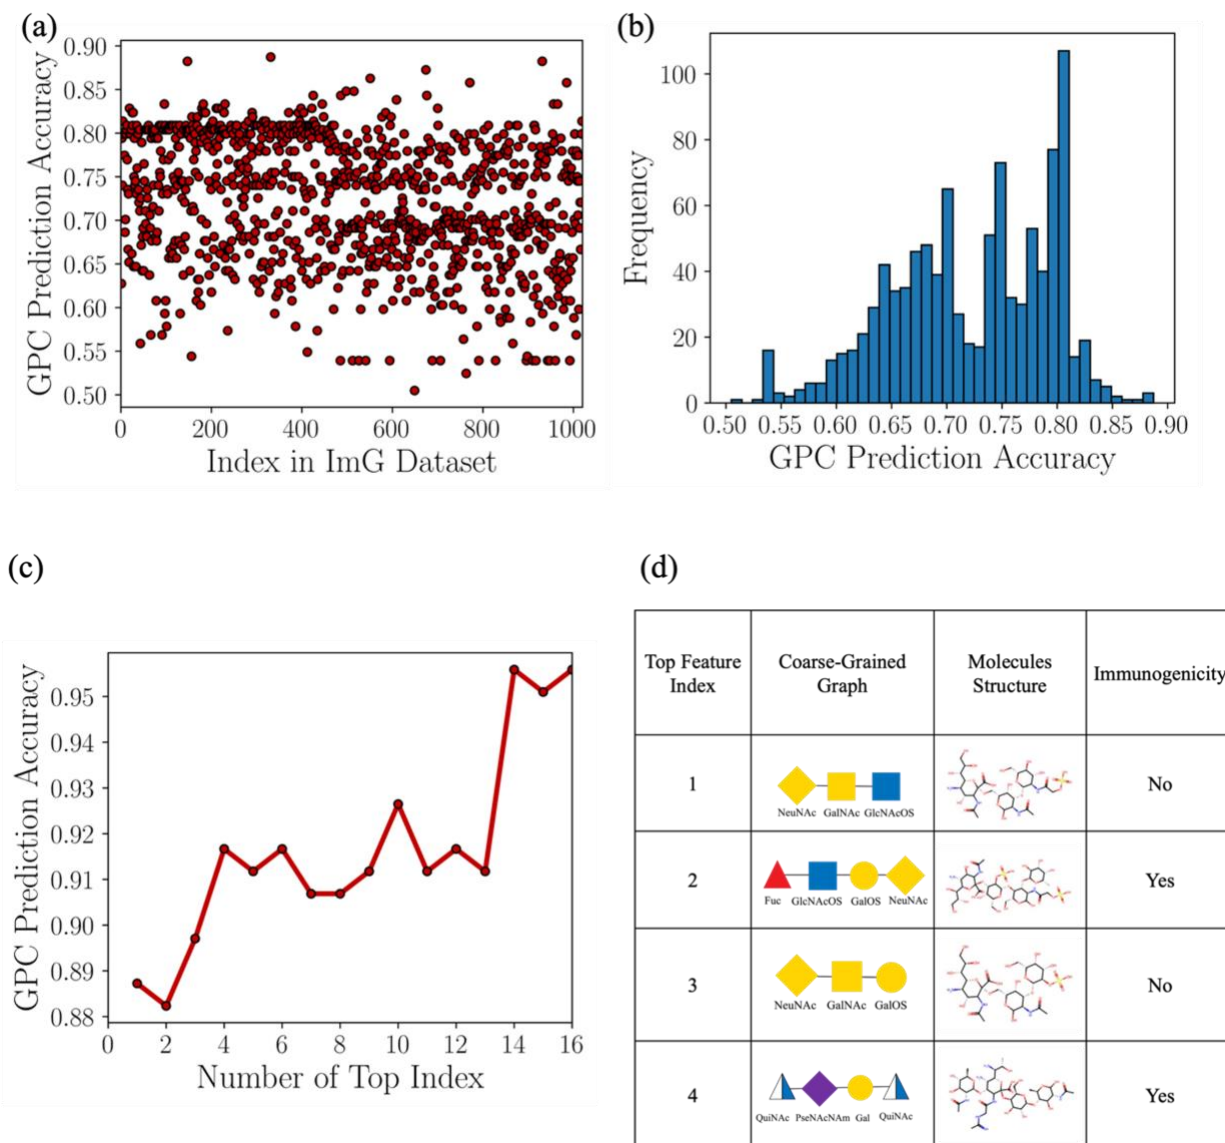 (a)
(b)
GPC Prediction Accuracy
0.90
0.85
0.80
0.75
0.70
0.65
0.60
0.55
0.50
0 200 400 600 800 1000
Index in ImG Dataset
Frequency
100
80
60
40
20
0
0.50 0.55 0.60 0.65 0.70 0.75 0.80 0.85 0.90
GPC Prediction Accuracy
(c)
(d)
GPC Prediction Accuracy
0.95
0.94
0.93
0.92
0.91
0.90
0.89
0.88
0 2 4 6 8 10 12 14 16
Number of Top Index
Top Feature Index
Coarse-Grained Graph
Molecules Structure
Immunogenicity
1
NeuNAc GalNAc GlcNAcOS
No
2
Fuc GlcNAcOS GalOS NeuNAc
Yes
3
NeuNAc GalNAc GalOS
No
4
QuiNAc PseNAcNAm Gal QuiNAc
Yes